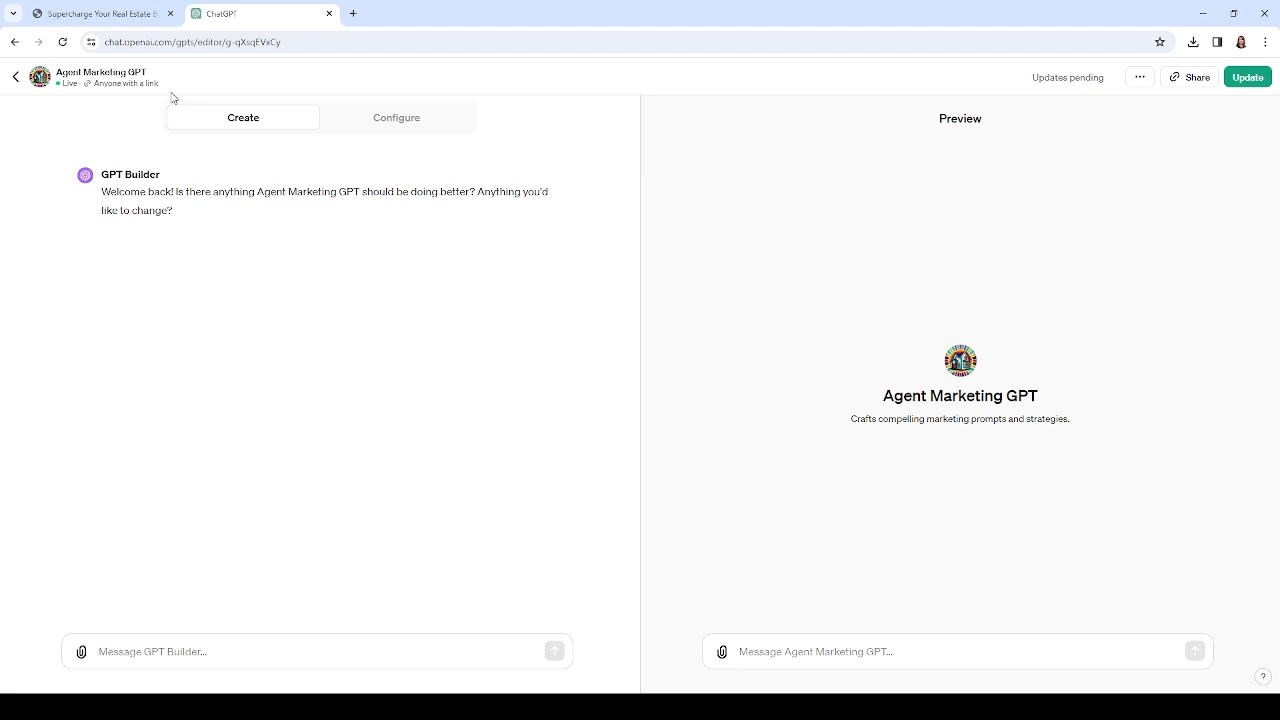 Supercharge Your Real Estate B
ChatGPT
chat.openai.com/gpts/editor/g-qXsqEVxCy
Agent Marketing GPT
Live · Anyone with a link
Updates pending
Share
Update
Create
Configure
Preview
GPT Builder
Welcome back! Is there anything Agent Marketing GPT should be doing better? Anything you'd
like to change?
Agent Marketing GPT
Crafts compelling marketing prompts and strategies.
Message GPT Builder...
Message Agent Marketing GPT...
?